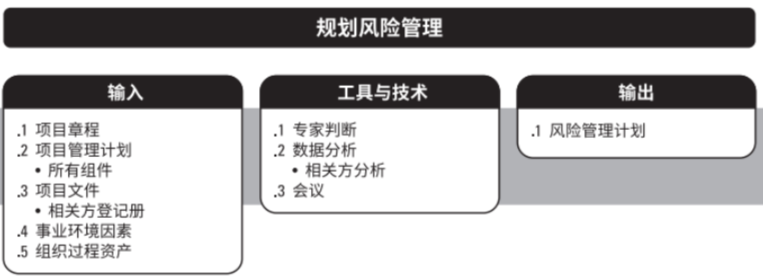 规划风险管理
输入
.1 项目章程
.2 项目管理计划
• 所有组件
.3 项目文件
• 相关方登记册
.4 事业环境因素
.5 组织过程资产
工具与技术
.1 专家判断
.2 数据分析
• 相关方分析
.3 会议
输出
.1 风险管理计划